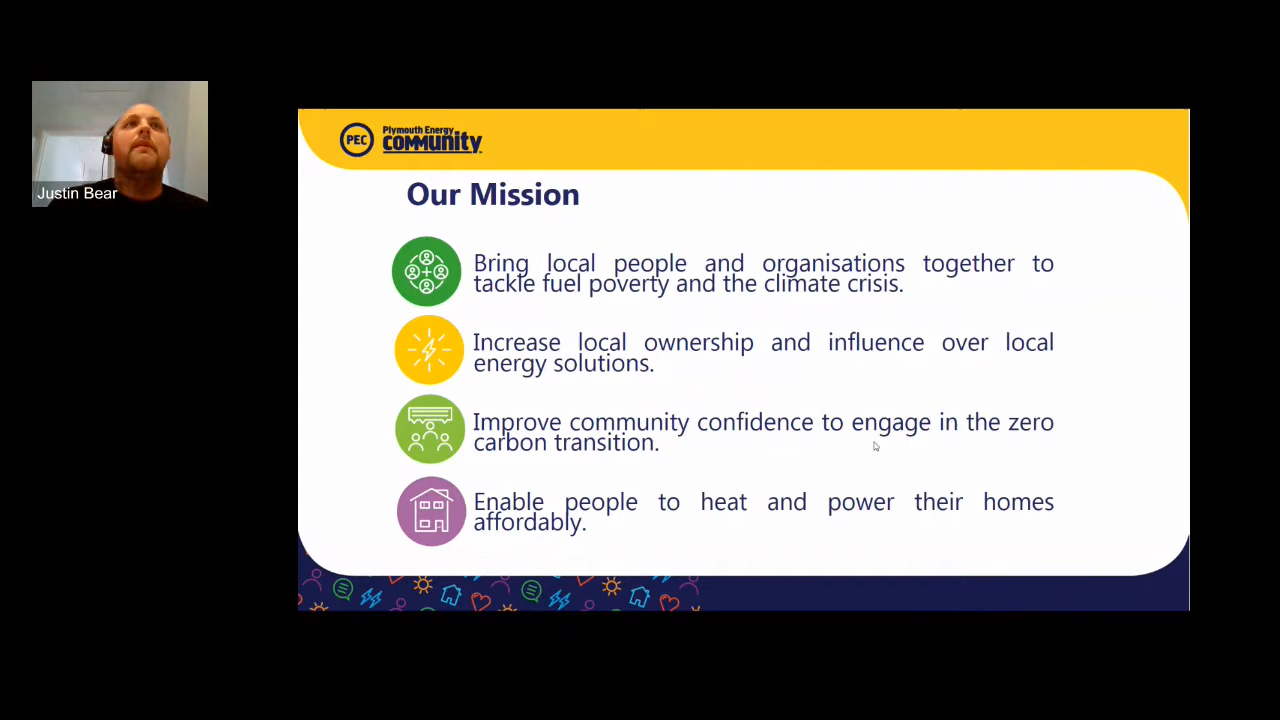 Justin Bear
PEC
Plymouth Energy
community
Our Mission
Bring local people and organisations together to
tackle fuel poverty and the climate crisis.
Increase local ownership and influence over local
energy solutions.
Improve community confidence to engage in the zero
carbon transition.
Enable people to heat and power their homes
affordably.